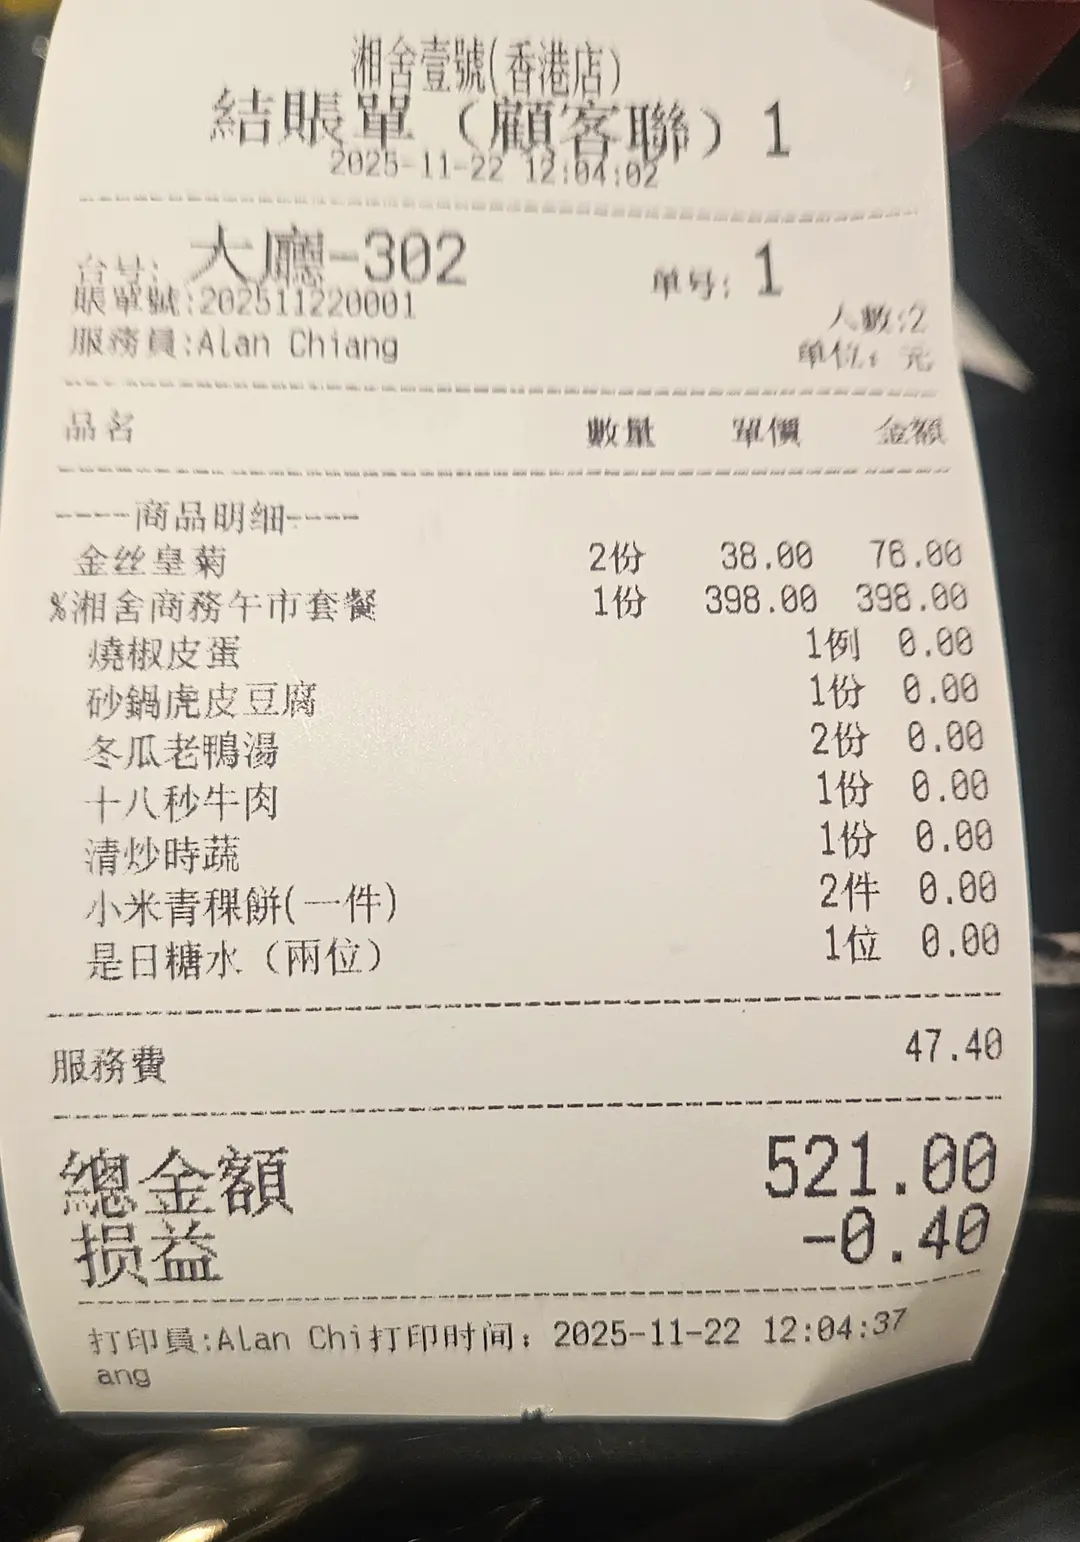 湘舍壹號(香港店)
結賬單（顧客聯）1
2025-11-22 12:04:02
台号: 大廳-302 单号: 1
賬單號:202511220001
人數:2
服務員:Alan Chiang
單位: 元
品名 數量 單價 金額
----商品明细----
金丝皇菊 2份 38.00 76.00
%湘舍商務午市套餐 1份 398.00 398.00
燒椒皮蛋 1例 0.00
砂鍋虎皮豆腐 1份 0.00
冬瓜老鴨湯 2份 0.00
十八秒牛肉 1份 0.00
清炒時蔬 1份 0.00
小米青稞餅(一件) 2件 0.00
是日糖水（兩位） 1位 0.00
服務費 47.40
總金額 521.00
损益 -0.40
打印員:Alan Chi打印时间: 2025-11-22 12:04:37
ang